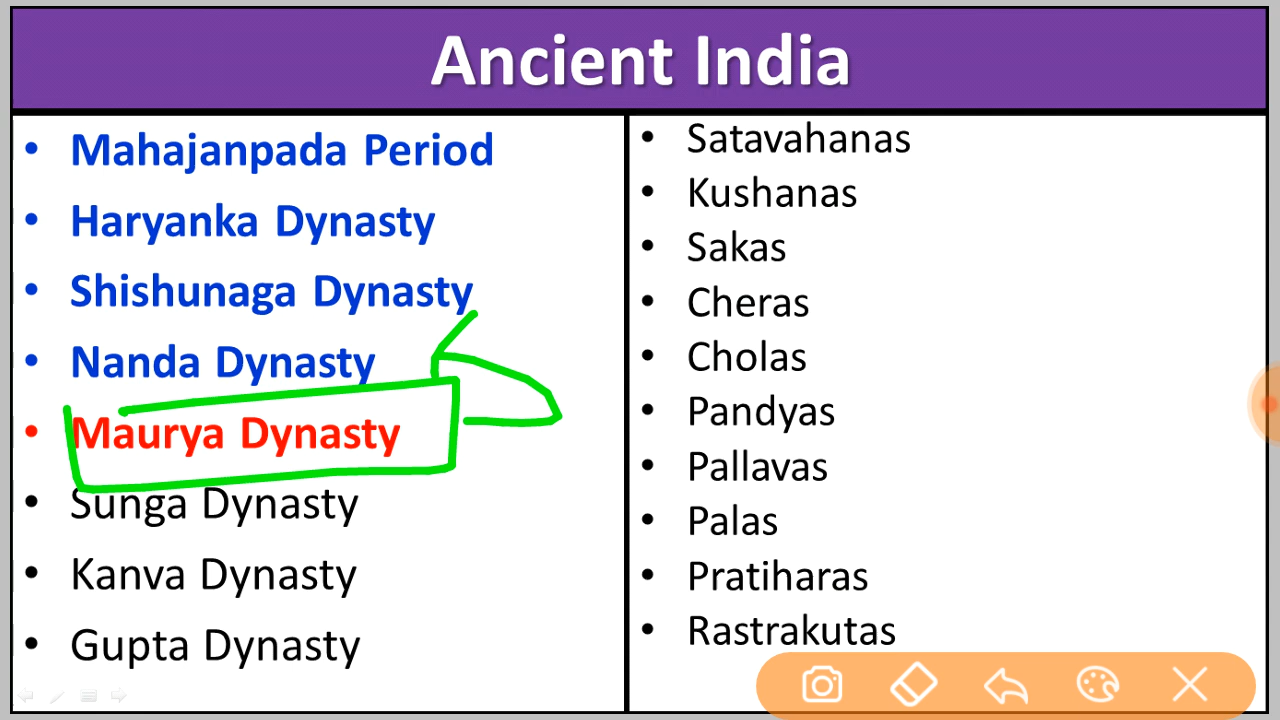 Ancient India
• Mahajanpada Period
• Haryanka Dynasty
• Shishunaga Dynasty
• Nanda Dynasty
• Maurya Dynasty
• Sunga Dynasty
• Kanva Dynasty
• Gupta Dynasty
• Satavahanas
• Kushanas
• Sakas
• Cheras
• Cholas
• Pandyas
• Pallavas
• Palas
• Pratiharas
• Rastrakutas